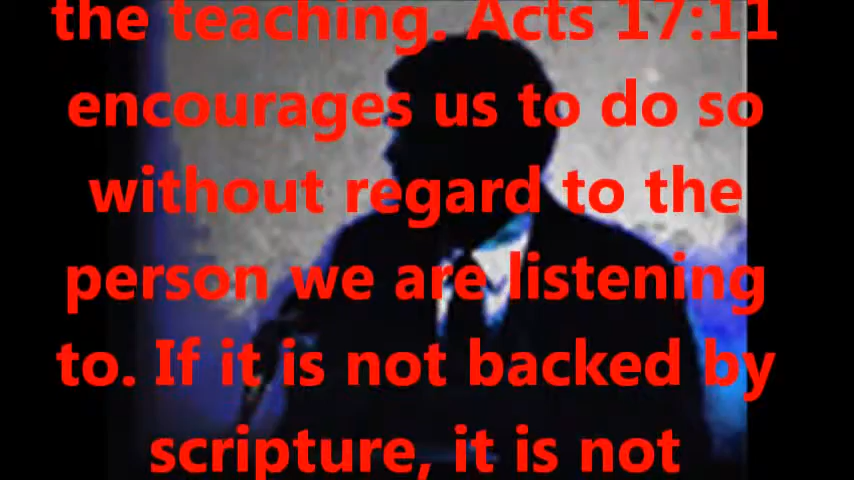 the teaching. Acts 17:11
encourages us to do so
without regard to the
person we are listening
to. If it is not backed by
scripture, it is not